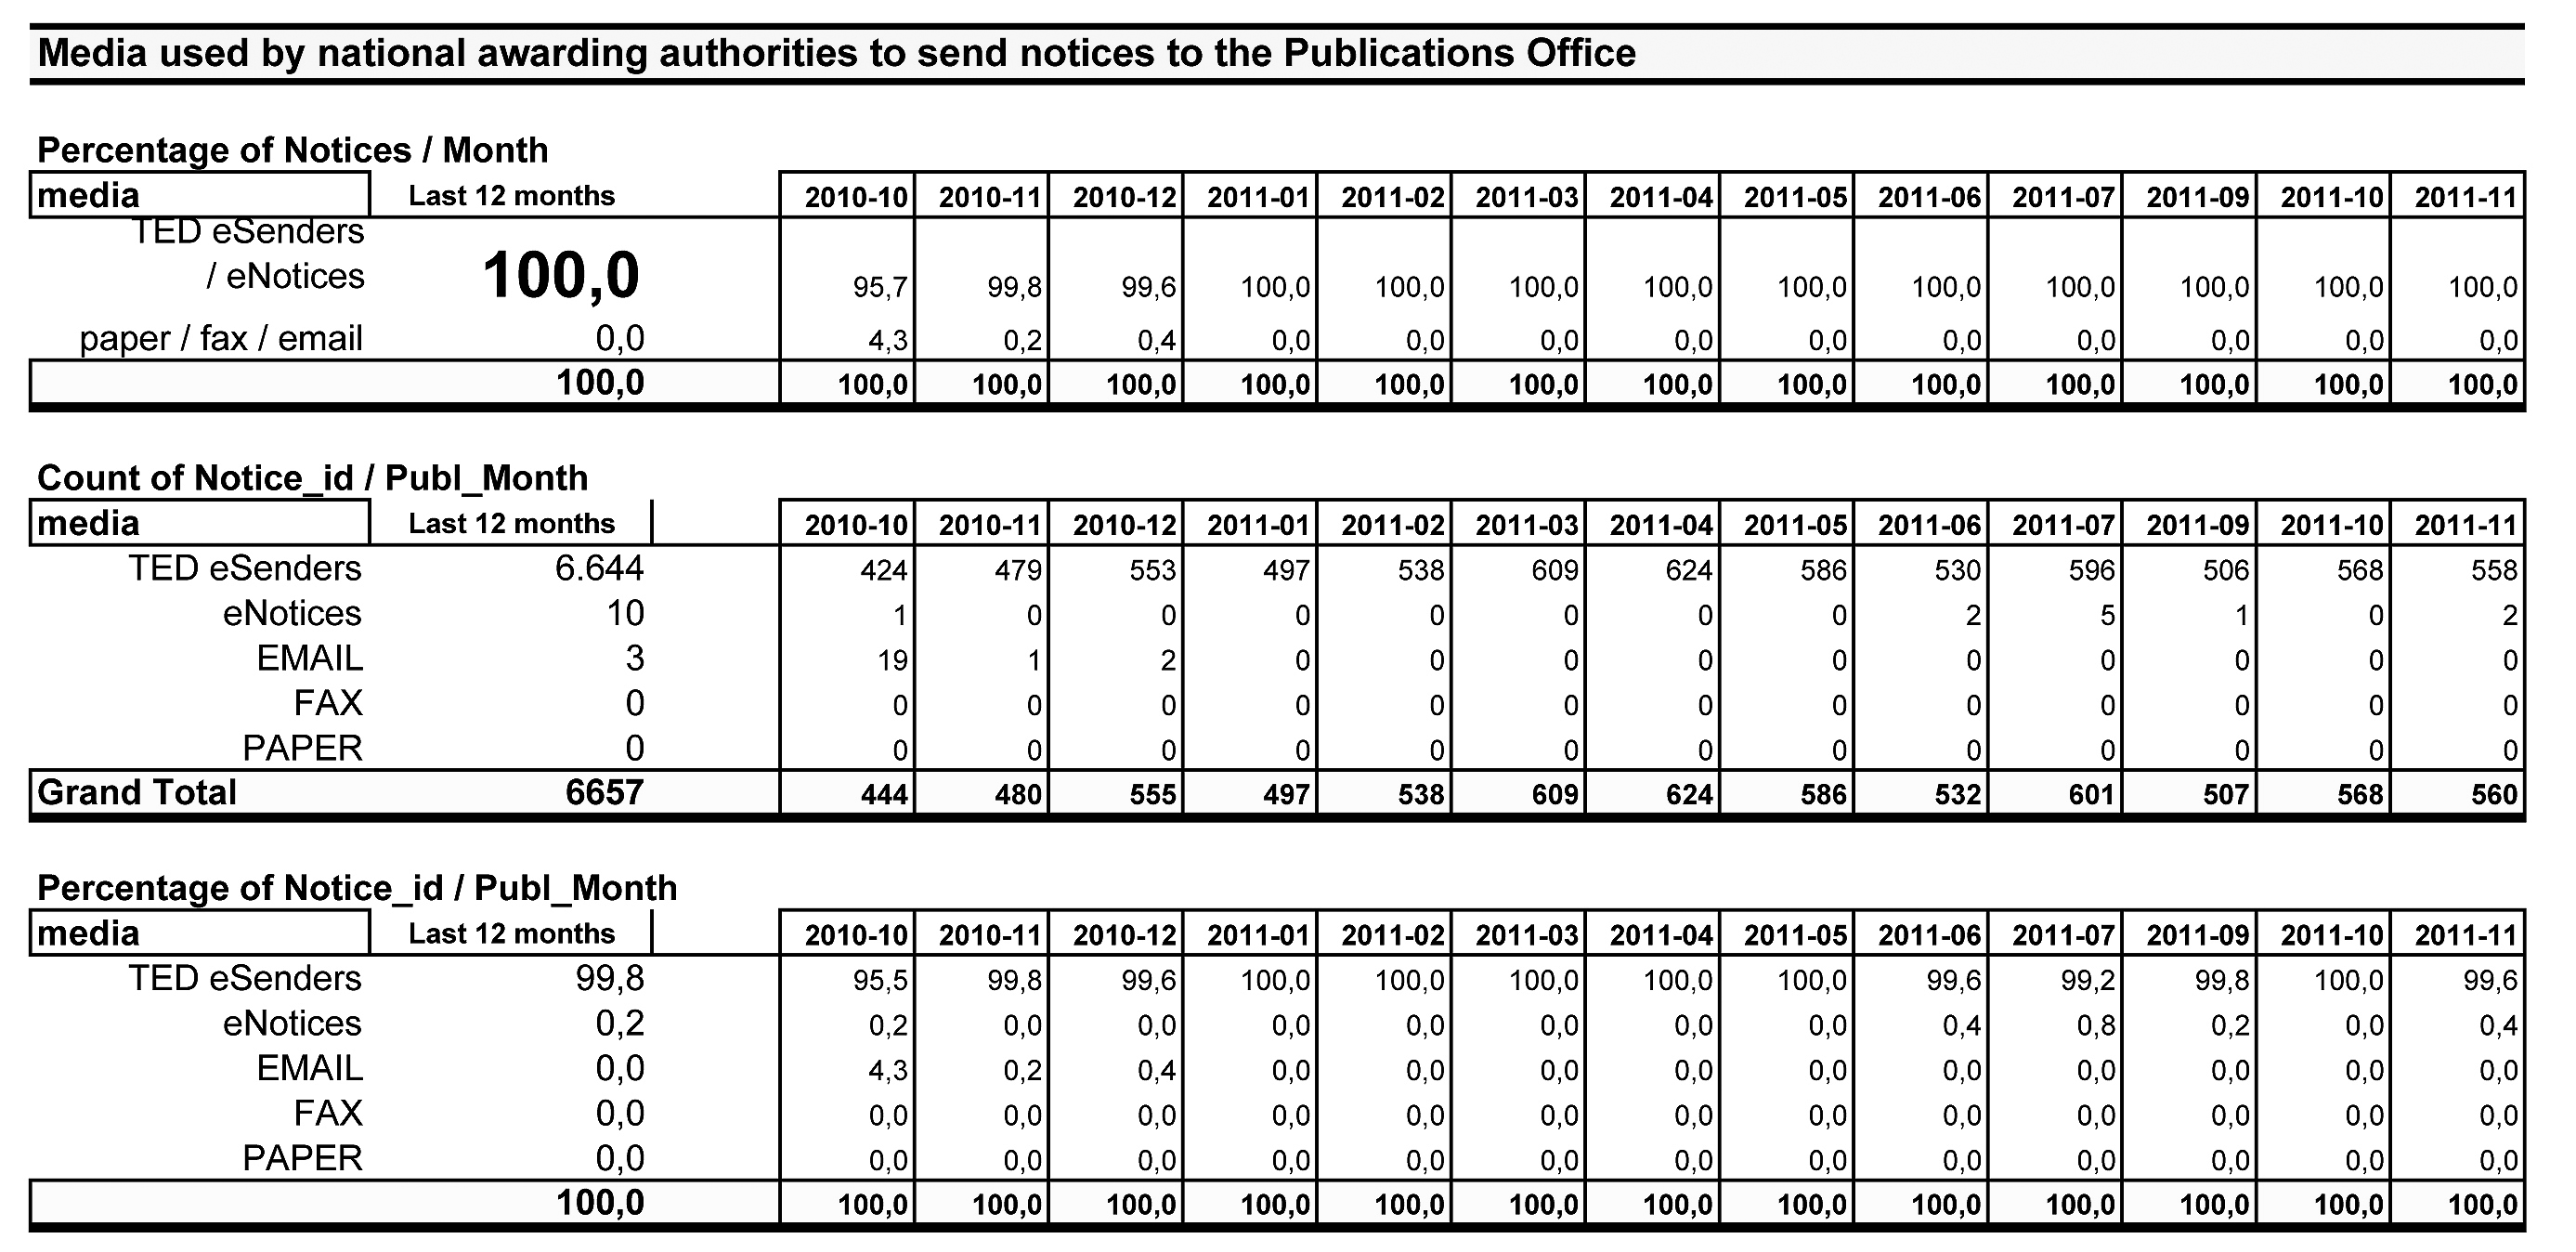 Media used by national awarding authorities to send notices to the Publications Office
Percentage of Notices / Month
media Last 12 months 2010-10 2010-11 2010-12 2011-01 2011-02 2011-03 2011-04 2011-05 2011-06 2011-07 2011-09 2011-10 2011-11
TED eSenders
/ eNotices 100,0 95,7 99,8 99,6 100,0 100,0 100,0 100,0 100,0 100,0 100,0 100,0 100,0 100,0
paper / fax / email 0,0 4,3 0,2 0,4 0,0 0,0 0,0 0,0 0,0 0,0 0,0 0,0 0,0 0,0
100,0 100,0 100,0 100,0 100,0 100,0 100,0 100,0 100,0 100,0 100,0 100,0 100,0 100,0
Count of Notice_id / Publ_Month
media Last 12 months 2010-10 2010-11 2010-12 2011-01 2011-02 2011-03 2011-04 2011-05 2011-06 2011-07 2011-09 2011-10 2011-11
TED eSenders 6.644 424 479 553 497 538 609 624 586 530 596 506 568 558
eNotices 10 1 0 0 0 0 0 0 0 2 5 1 0 2
EMAIL 3 19 1 2 0 0 0 0 0 0 0 0 0 0
FAX 0 0 0 0 0 0 0 0 0 0 0 0 0 0
PAPER 0 0 0 0 0 0 0 0 0 0 0 0 0 0
Grand Total 6657 444 480 555 497 538 609 624 586 532 601 507 568 560
Percentage of Notice_id / Publ_Month
media Last 12 months 2010-10 2010-11 2010-12 2011-01 2011-02 2011-03 2011-04 2011-05 2011-06 2011-07 2011-09 2011-10 2011-11
TED eSenders 99,8 95,5 99,8 99,6 100,0 100,0 100,0 100,0 100,0 99,6 99,2 99,8 100,0 99,6
eNotices 0,2 0,2 0,0 0,0 0,0 0,0 0,0 0,0 0,0 0,4 0,8 0,2 0,0 0,4
EMAIL 0,0 4,3 0,2 0,4 0,0 0,0 0,0 0,0 0,0 0,0 0,0 0,0 0,0 0,0
FAX 0,0 0,0 0,0 0,0 0,0 0,0 0,0 0,0 0,0 0,0 0,0 0,0 0,0 0,0
PAPER 0,0 0,0 0,0 0,0 0,0 0,0 0,0 0,0 0,0 0,0 0,0 0,0 0,0 0,0
100,0 100,0 100,0 100,0 100,0 100,0 100,0 100,0 100,0 100,0 100,0 100,0 100,0 100,0